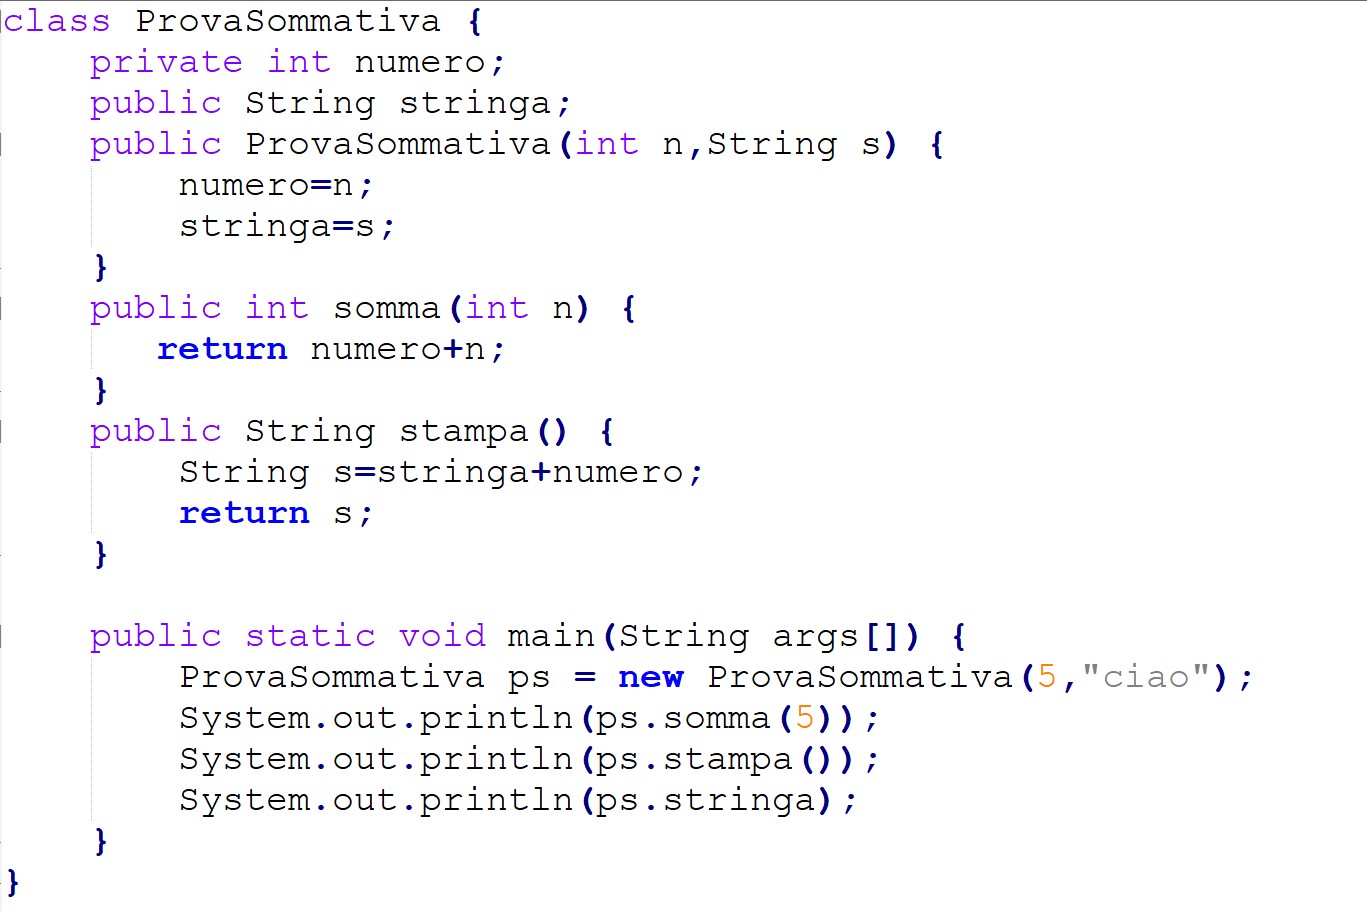 class ProvaSommativa {
    private int numero;
    public String stringa;
    public ProvaSommativa(int n,String s) {
        numero=n;
        stringa=s;
    }
    public int somma(int n) {
       return numero+n;
    }
    public String stampa() {
        String s=stringa+numero;
        return s;
    }

    public static void main(String args[]) {
        ProvaSommativa ps = new ProvaSommativa(5,"ciao");
        System.out.println(ps.somma(5));
        System.out.println(ps.stampa());
        System.out.println(ps.stringa);
    }
}